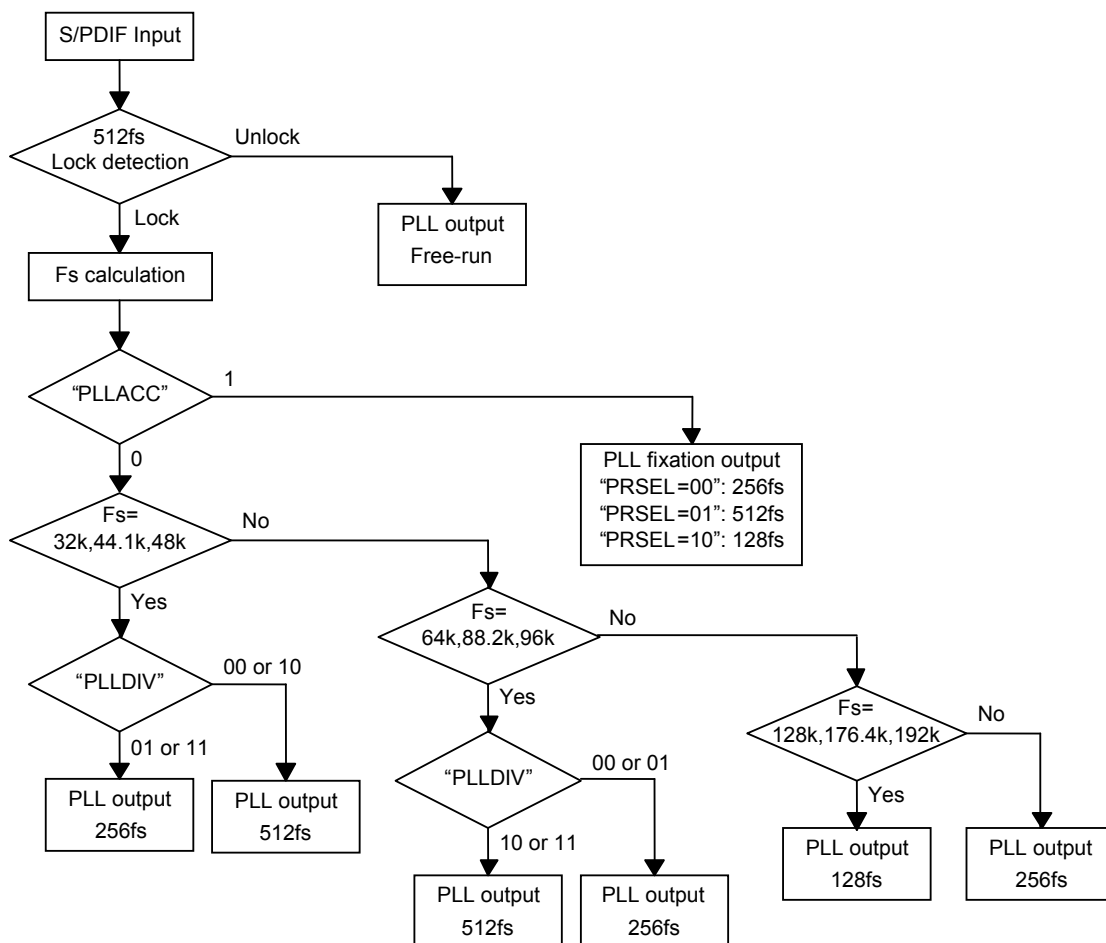 S/PDIF Input
512fs
Lock detection
Unlock
Lock
PLL output
Free-run
Fs calculation
“PLLACC”
1
0
PLL fixation output
“PRSEL=00”: 256fs
“PRSEL=01”: 512fs
“PRSEL=10”: 128fs
Fs=
32k,44.1k,48k
No
Yes
Fs=
64k,88.2k,96k
No
Yes
“PLLDIV”
00 or 10
01 or 11
PLL output
256fs
PLL output
512fs
Fs=
128k,176.4k,192k
No
Yes
“PLLDIV”
00 or 01
10 or 11
PLL output
512fs
PLL output
256fs
PLL output
128fs
PLL output
256fs